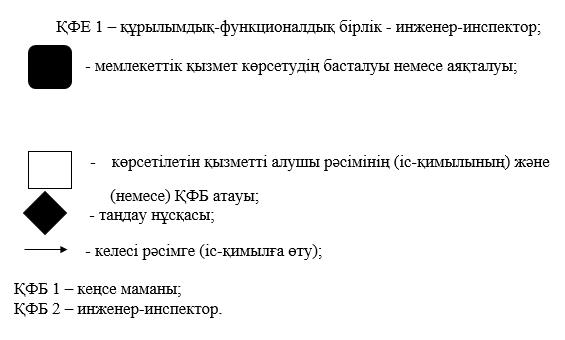 ҚФЕ 1 – құрылымдық-функционалдық бірлік - инженер-инспектор;
- мемлекеттік қызмет көрсетудің басталуы немесе аяқталуы;
- көрсетілетін қызметті алушы рәсімінің (іс-қимылының) және
(немесе) ҚФБ атауы;
- таңдау нұсқасы;
- келесі рәсімге (іс-қимылға өту);
ҚФБ 1 – кеңсе маманы;
ҚФБ 2 – инженер-инспектор.